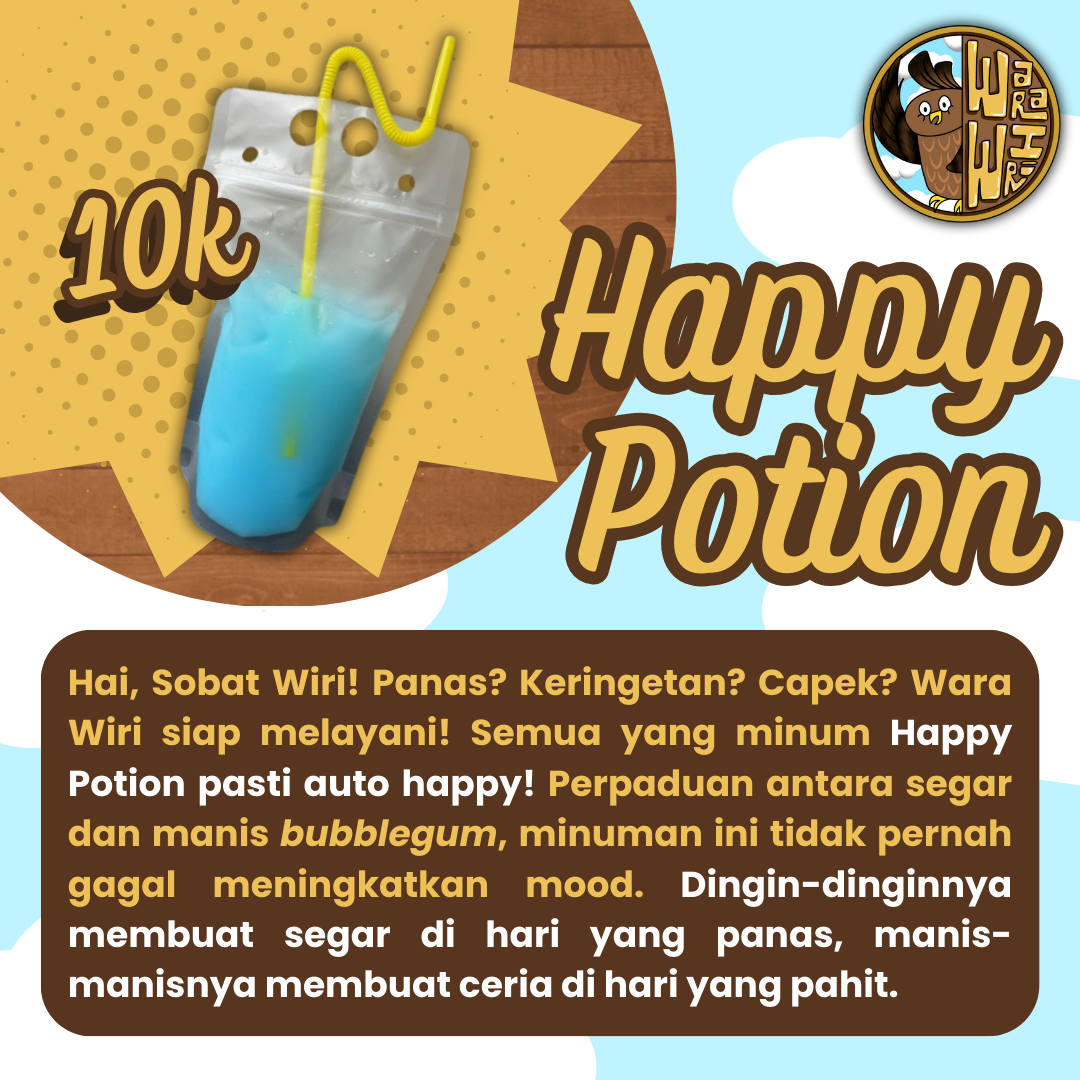 Wara
Wiri
10k
Happy
Potion
Hai, Sobat Wiri! Panas? Keringetan? Capek? Wara
Wiri siap melayani! Semua yang minum Happy
Potion pasti auto happy! Perpaduan antara segar
dan manis bubblegum, minuman ini tidak pernah
gagal meningkatkan mood. Dingin-dinginnya
membuat segar di hari yang panas, manis-
manisnya membuat ceria di hari yang pahit.